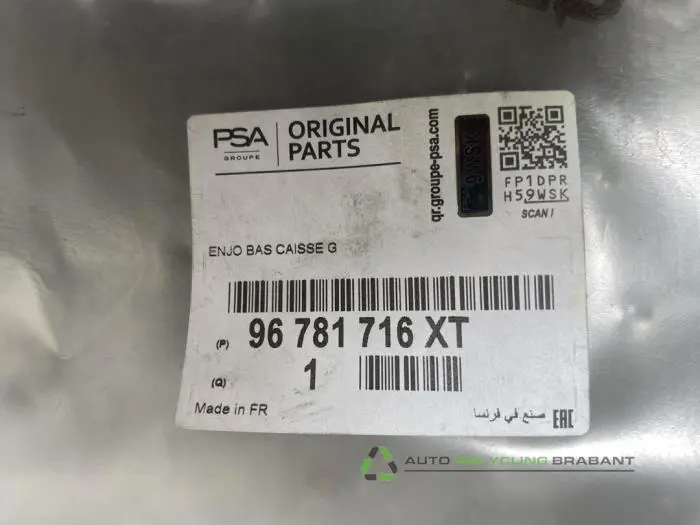 PSA
GROUPE
ORIGINAL
PARTS
qr.groupe-psa.com
9WSK
FP1DPR
H59WSK
SCAN !
ENJO BAS CAISSE G
(P) 96 781 716 XT
(Q) 1
Made in FR
صنع في فرنسا
EAC
AUTO RECYCLING BRABANT